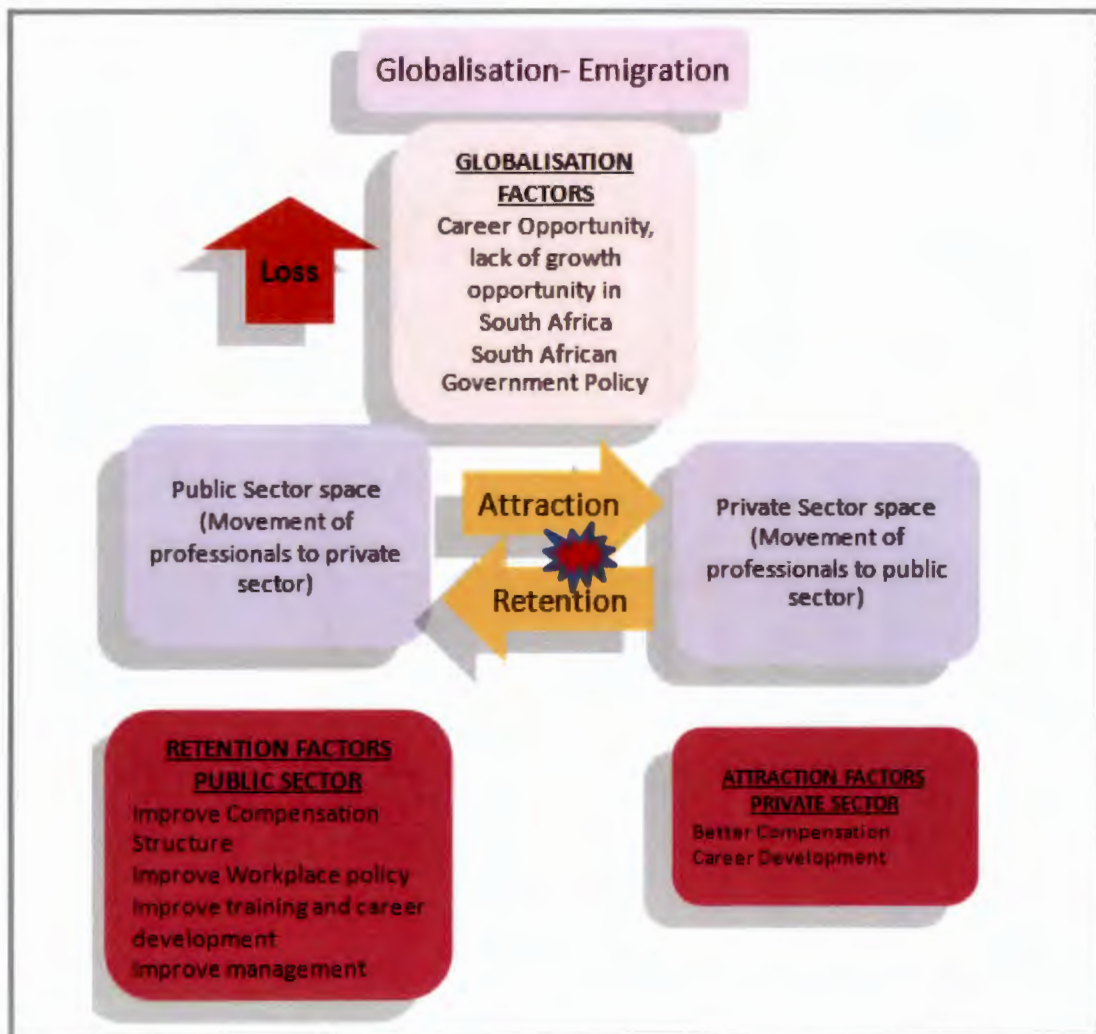 Globalisation- Emigration
GLOBALISATION
FACTORS
Career Opportunity,
lack of growth
opportunity in
South Africa
South African
Government Policy
Loss
Public Sector space
(Movement of
professionals to private
sector)
Attraction
Retention
Private Sector space
(Movement of
professionals to public
sector)
RETENTION FACTORS
PUBLIC SECTOR
Improve Compensation
Structure
Improve Workplace policy
Improve training and career
development
Improve management
ATTRACTION FACTORS
PRIVATE SECTOR
Better Compensation
Career Development